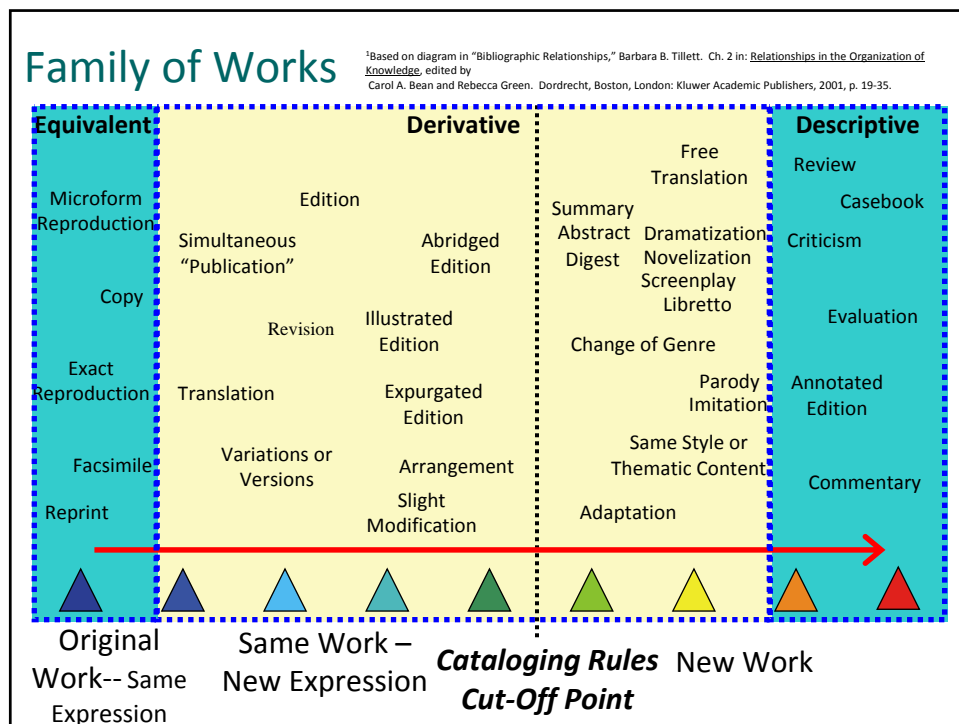 Family of Works
¹Based on diagram in “Bibliographic Relationships,” Barbara B. Tillett.  Ch. 2 in: Relationships in the Organization of
Knowledge, edited by
Carol A. Bean and Rebecca Green.  Dordrecht, Boston, London: Kluwer Academic Publishers, 2001, p. 19-35.
Equivalent
Microform
Reproduction
Copy
Exact
Reproduction
Facsimile
Reprint
Derivative
Edition
Simultaneous
“Publication”
Abridged
Edition
Revision
Illustrated
Edition
Translation
Expurgated
Edition
Variations or
Versions
Arrangement
Slight
Modification
Free
Translation
Summary
Abstract
Digest
Dramatization
Novelization
Screenplay
Libretto
Change of Genre
Parody
Imitation
Same Style or
Thematic Content
Adaptation
Descriptive
Review
Casebook
Criticism
Evaluation
Annotated
Edition
Commentary
Original
Work-- Same
Expression
Same Work –
New Expression
Cataloging Rules
Cut-Off Point
New Work